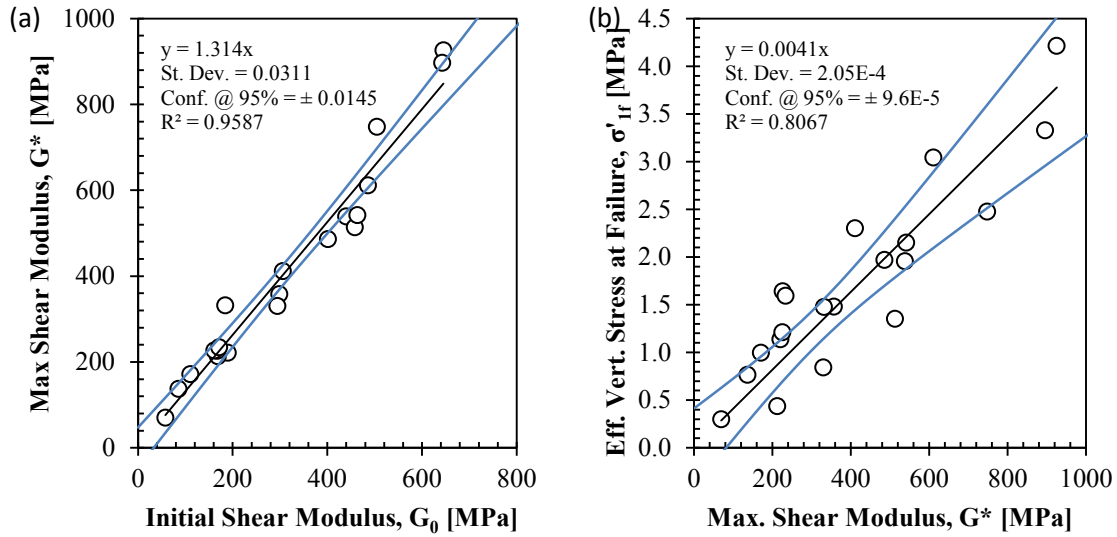 (a)
Max Shear Modulus, G* [MPa]
1000
800
600
400
200
0
y = 1.314x
St. Dev. = 0.0311
Conf. @ 95% = ± 0.0145
R² = 0.9587
0 200 400 600 800
Initial Shear Modulus, G₀ [MPa]
(b)
Eff. Vert. Stress at Failure, σ'₁f [MPa]
4.5
4.0
3.5
3.0
2.5
2.0
1.5
1.0
0.5
0.0
y = 0.0041x
St. Dev. = 2.05E-4
Conf. @ 95% = ± 9.6E-5
R² = 0.8067
0 200 400 600 800 1000
Max. Shear Modulus, G* [MPa]